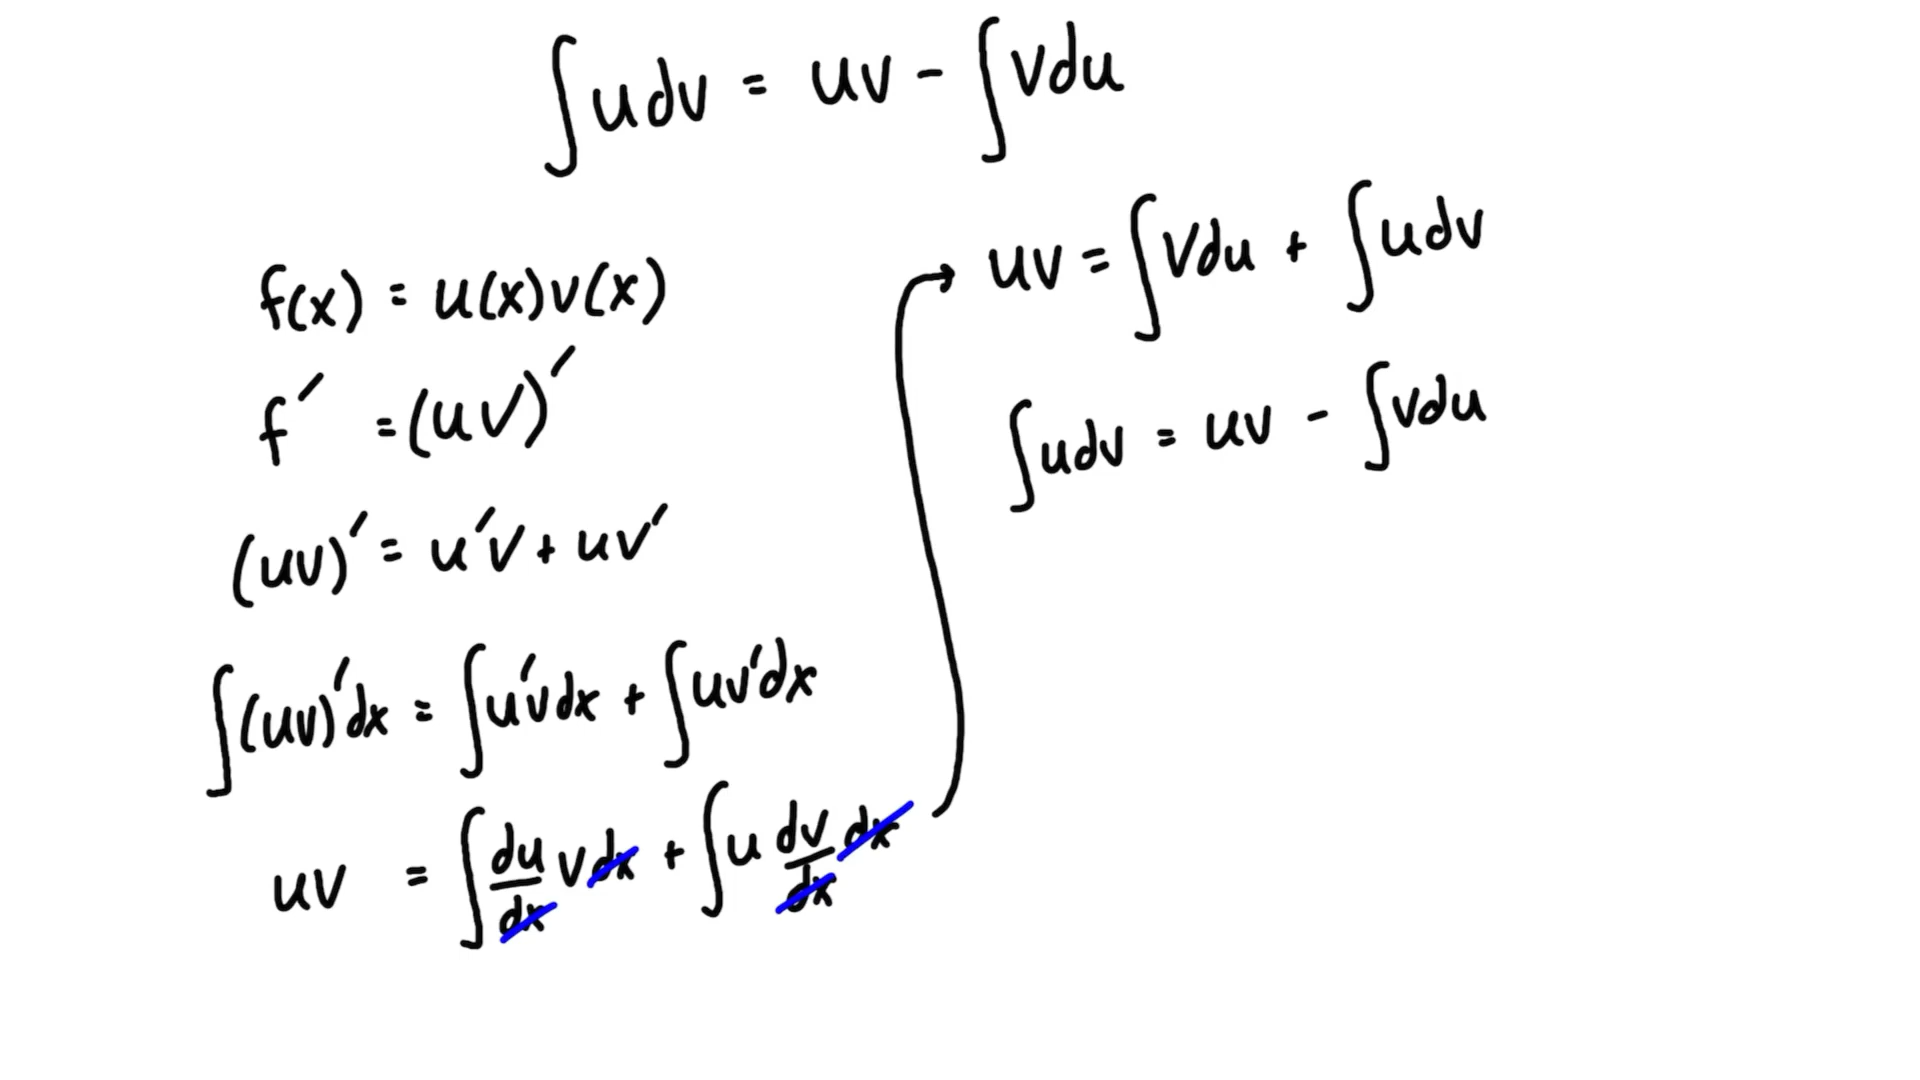 ∫udv = uv - ∫vdu
f(x) = u(x)v(x)
f′ = (uv)′
(uv)′ = u′v + uv′
∫(uv)′dx = ∫u′vdx + ∫uv′dx
uv = ∫du/dx vdx + ∫u dv/dx dx
→ uv = ∫vdu + ∫udv
∫udv = uv - ∫vdu